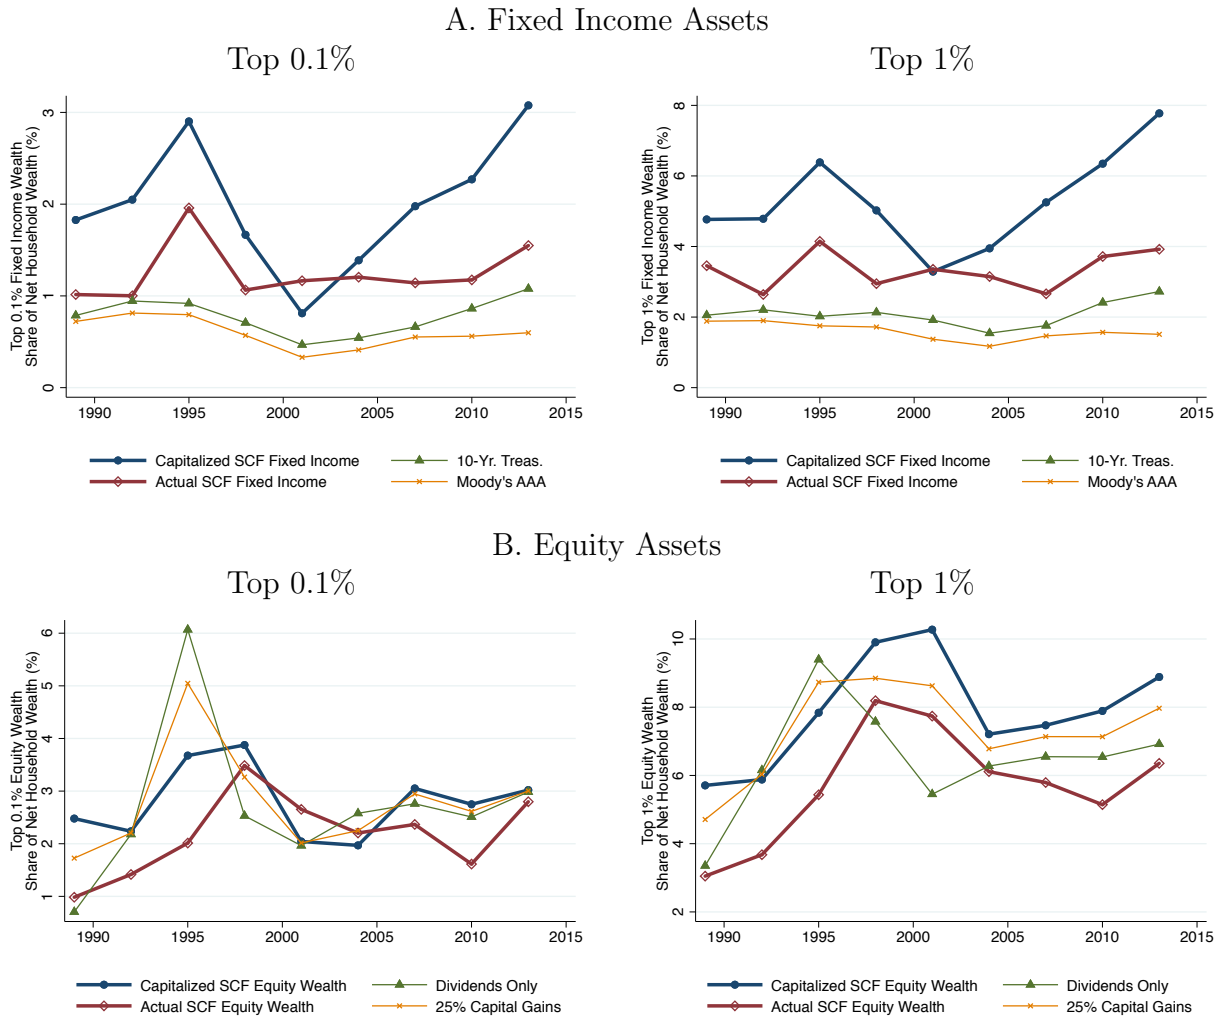 A. Fixed Income Assets
Top 0.1%
Top 0.1% Fixed Income Wealth
Share of Net Household Wealth (%)
3
2
1
0
1990 1995 2000 2005 2010 2015
Capitalized SCF Fixed Income
10-Yr. Treas.
Actual SCF Fixed Income
Moody's AAA
Top 1%
Top 1% Fixed Income Wealth
Share of Net Household Wealth (%)
8
6
4
2
0
1990 1995 2000 2005 2010 2015
Capitalized SCF Fixed Income
10-Yr. Treas.
Actual SCF Fixed Income
Moody's AAA
B. Equity Assets
Top 0.1%
Top 0.1% Equity Wealth
Share of Net Household Wealth (%)
6
5
4
3
2
1
1990 1995 2000 2005 2010 2015
Capitalized SCF Equity Wealth
Dividends Only
Actual SCF Equity Wealth
25% Capital Gains
Top 1%
Top 1% Equity Wealth
Share of Net Household Wealth (%)
10
8
6
4
2
1990 1995 2000 2005 2010 2015
Capitalized SCF Equity Wealth
Dividends Only
Actual SCF Equity Wealth
25% Capital Gains